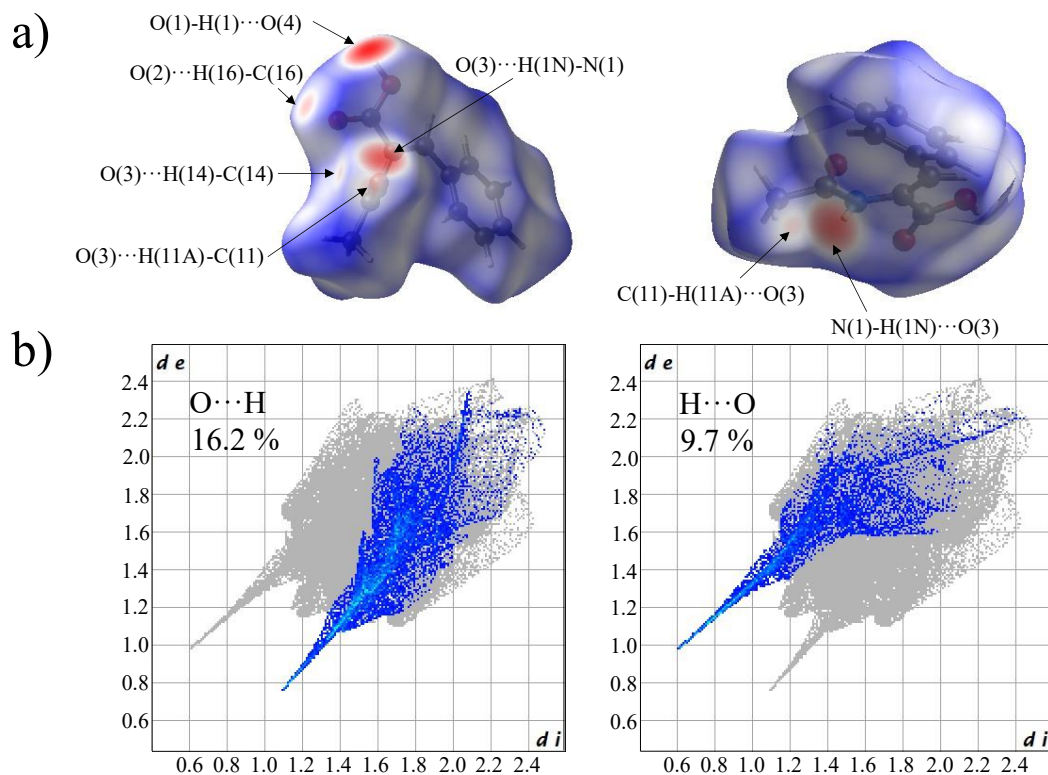 a)
O(1)-H(1)···O(4)
O(2)···H(16)-C(16)
O(3)···H(1N)-N(1)
O(3)···H(14)-C(14)
O(3)···H(11A)-C(11)
C(11)-H(11A)···O(3)
N(1)-H(1N)···O(3)
b)
d e
O···H
16.2 %
2.4
2.2
2.0
1.8
1.6
1.4
1.2
1.0
0.8
0.6
d i
0.6 0.8 1.0 1.2 1.4 1.6 1.8 2.0 2.2 2.4
d e
H···O
9.7 %
2.4
2.2
2.0
1.8
1.6
1.4
1.2
1.0
0.8
0.6
d i
0.6 0.8 1.0 1.2 1.4 1.6 1.8 2.0 2.2 2.4